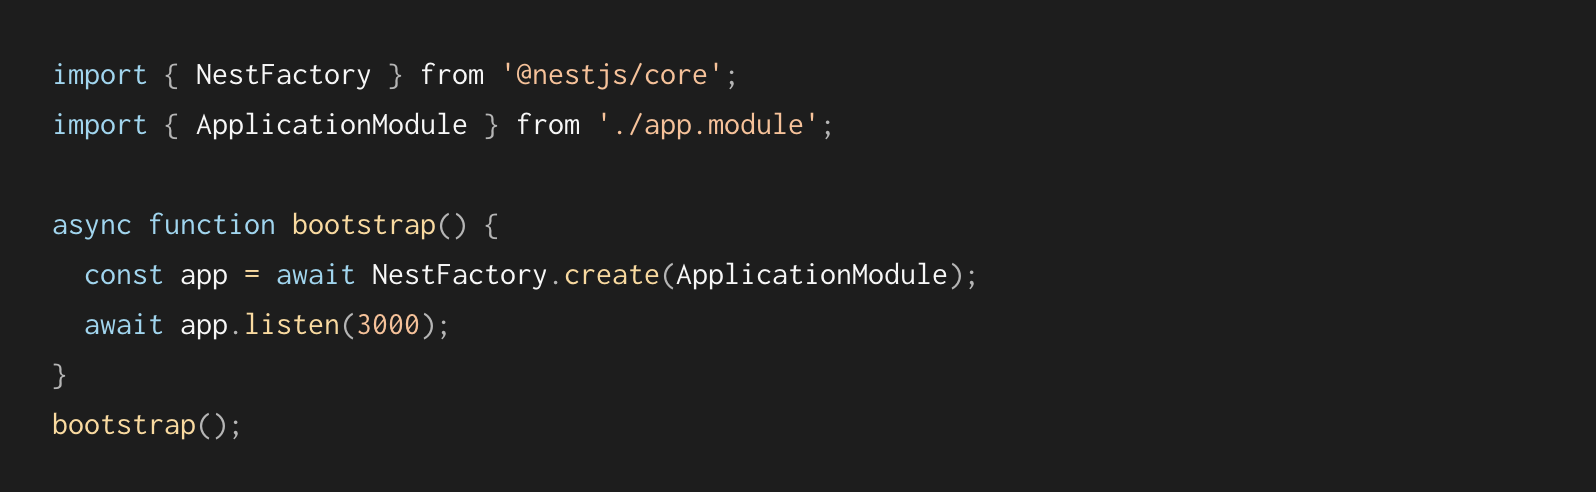 import { NestFactory } from '@nestjs/core';
import { ApplicationModule } from './app.module';

async function bootstrap() {
  const app = await NestFactory.create(ApplicationModule);
  await app.listen(3000);
}
bootstrap();